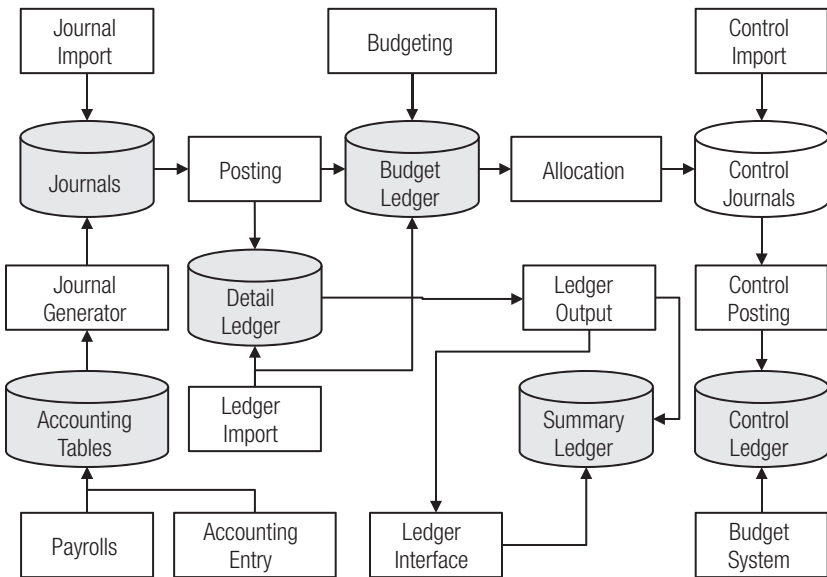 Journal
Import
Budgeting
Control
Import
Journals
Posting
Budget
Ledger
Allocation
Control
Journals
Journal
Generator
Detail
Ledger
Ledger
Output
Control
Posting
Accounting
Tables
Ledger
Import
Summary
Ledger
Control
Ledger
Payrolls
Accounting
Entry
Ledger
Interface
Budget
System